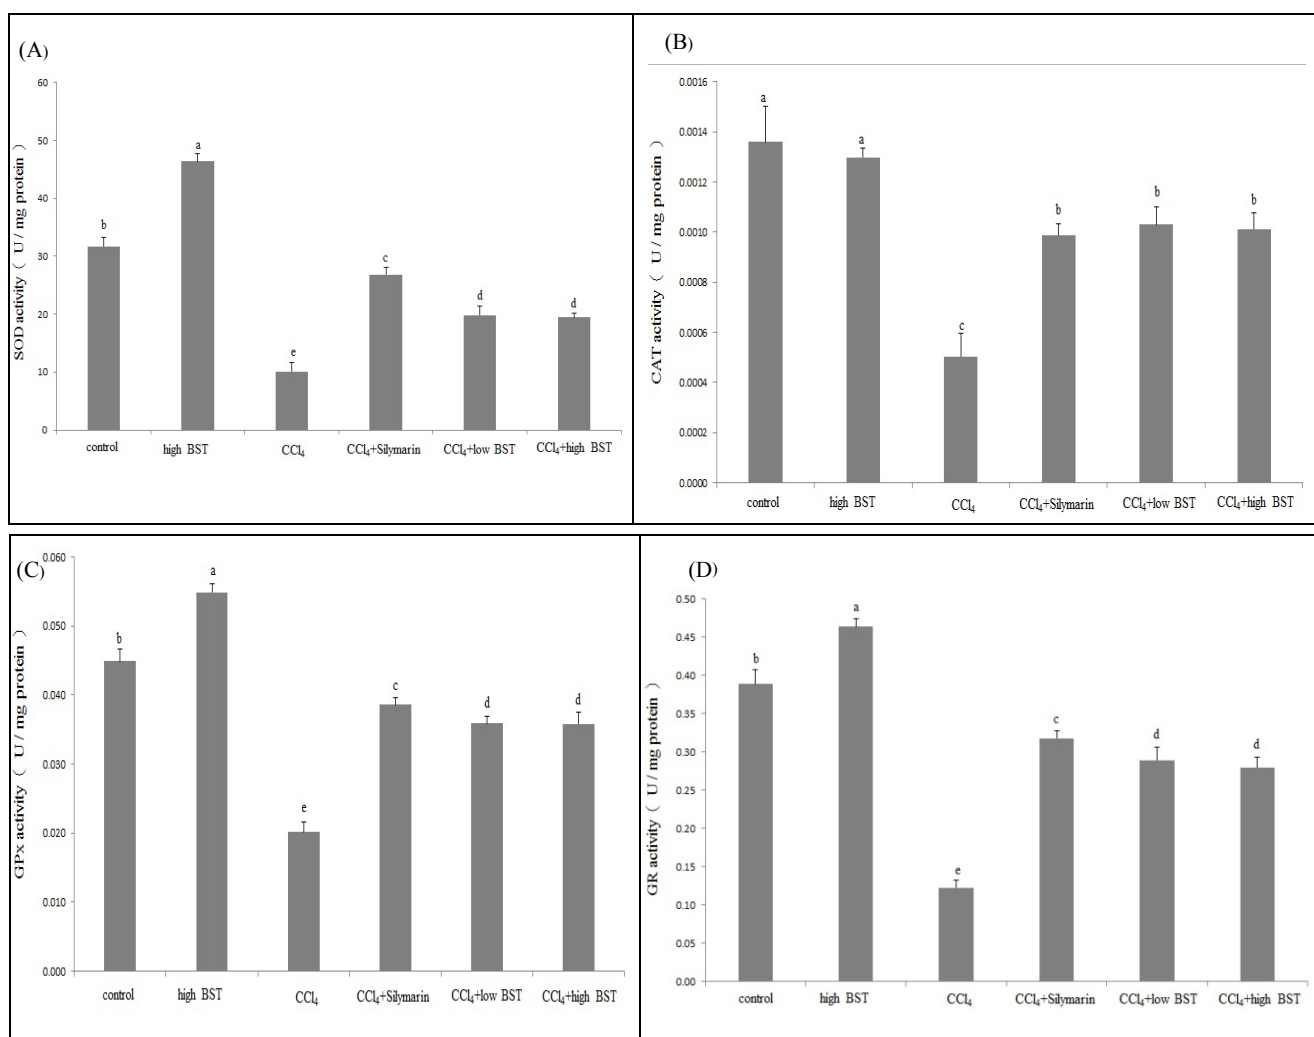 (A)
SOD activity ( U / mg protein )
60
50
40
30
20
10
0
b
a
e
c
d
d
control
high BST
CCl₄
CCl₄+Silymarin
CCl₄+low BST
CCl₄+high BST
(B)
CAT activity ( U / mg protein )
0.0016
0.0014
0.0012
0.0010
0.0008
0.0006
0.0004
0.0002
0.0000
a
a
c
b
b
b
control
high BST
CCl₄
CCl₄+Silymarin
CCl₄+low BST
CCl₄+high BST
(C)
GPx activity ( U / mg protein )
0.060
0.050
0.040
0.030
0.020
0.010
0.000
b
a
e
c
d
d
control
high BST
CCl₄
CCl₄+Silymarin
CCl₄+low BST
CCl₄+high BST
(D)
GR activity ( U / mg protein )
0.50
0.45
0.40
0.35
0.30
0.25
0.20
0.15
0.10
0.05
0.00
b
a
e
c
d
d
control
high BST
CCl₄
CCl₄+Silymarin
CCl₄+low BST
CCl₄+high BST